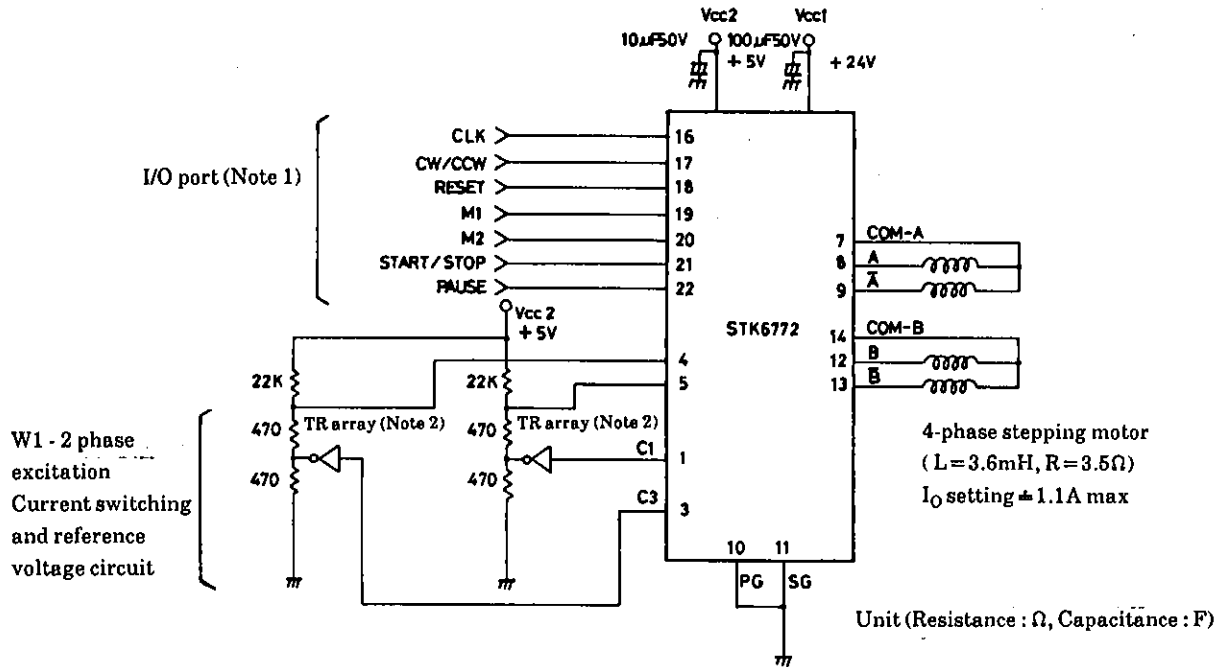 Vcc2
Vcc1
10µF50V
100µF50V
+5V
+24V
I/O port (Note 1)
CLK
16
CW/CCW
17
RESET
18
M1
19
M2
20
START/STOP
21
PAUSE
22
STK6772
7
COM-A
8
A
9
A̅
14
COM-B
12
B
13
B̅
Vcc2
+5V
4
5
22K
22K
470
TR array (Note 2)
470
TR array (Note 2)
470
470
C1
1
C3
3
W1 - 2 phase
excitation
Current switching
and reference
voltage circuit
10
11
PG
SG
4-phase stepping motor
( L=3.6mH, R=3.5Ω)
IO setting ≐ 1.1A max
Unit (Resistance : Ω, Capacitance : F)